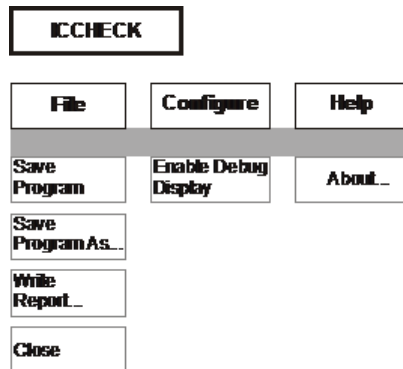 ICCHECK
File Configure Help
Save Enable Debug
Program Display
About...
Save
Program As...
Write
Report...
Close